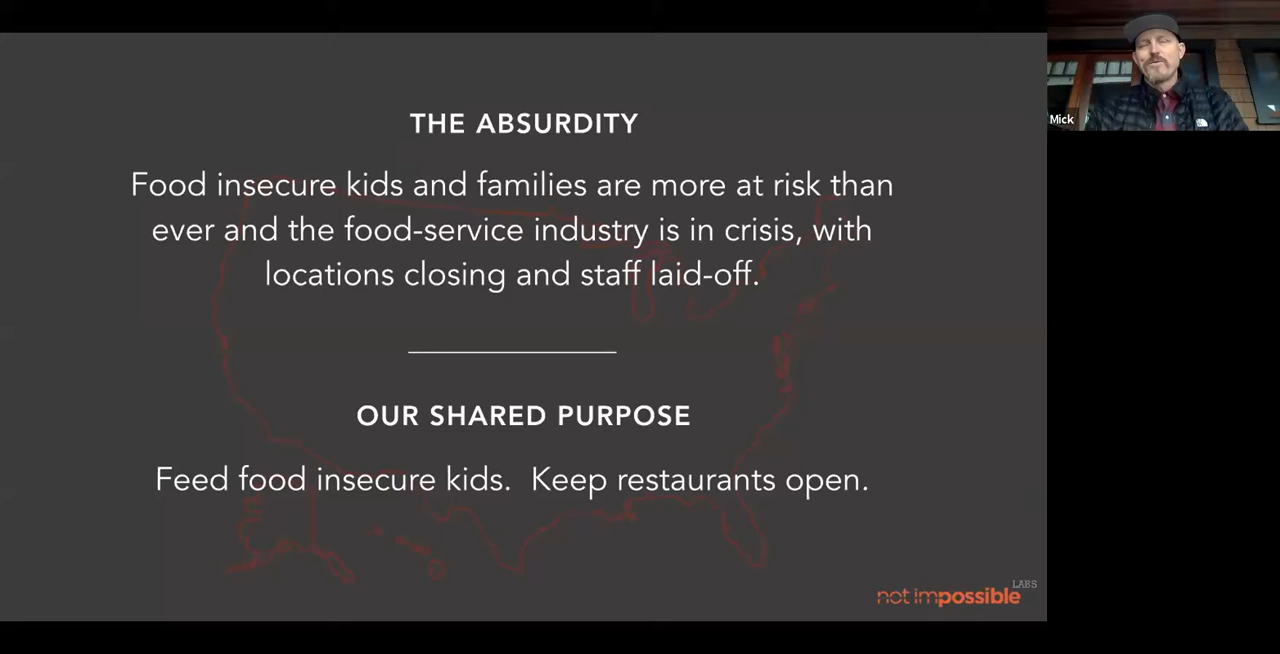 THE ABSURDITY
Food insecure kids and families are more at risk than
ever and the food-service industry is in crisis, with
locations closing and staff laid-off.
OUR SHARED PURPOSE
Feed food insecure kids.  Keep restaurants open.
not impossible LABS
Mick